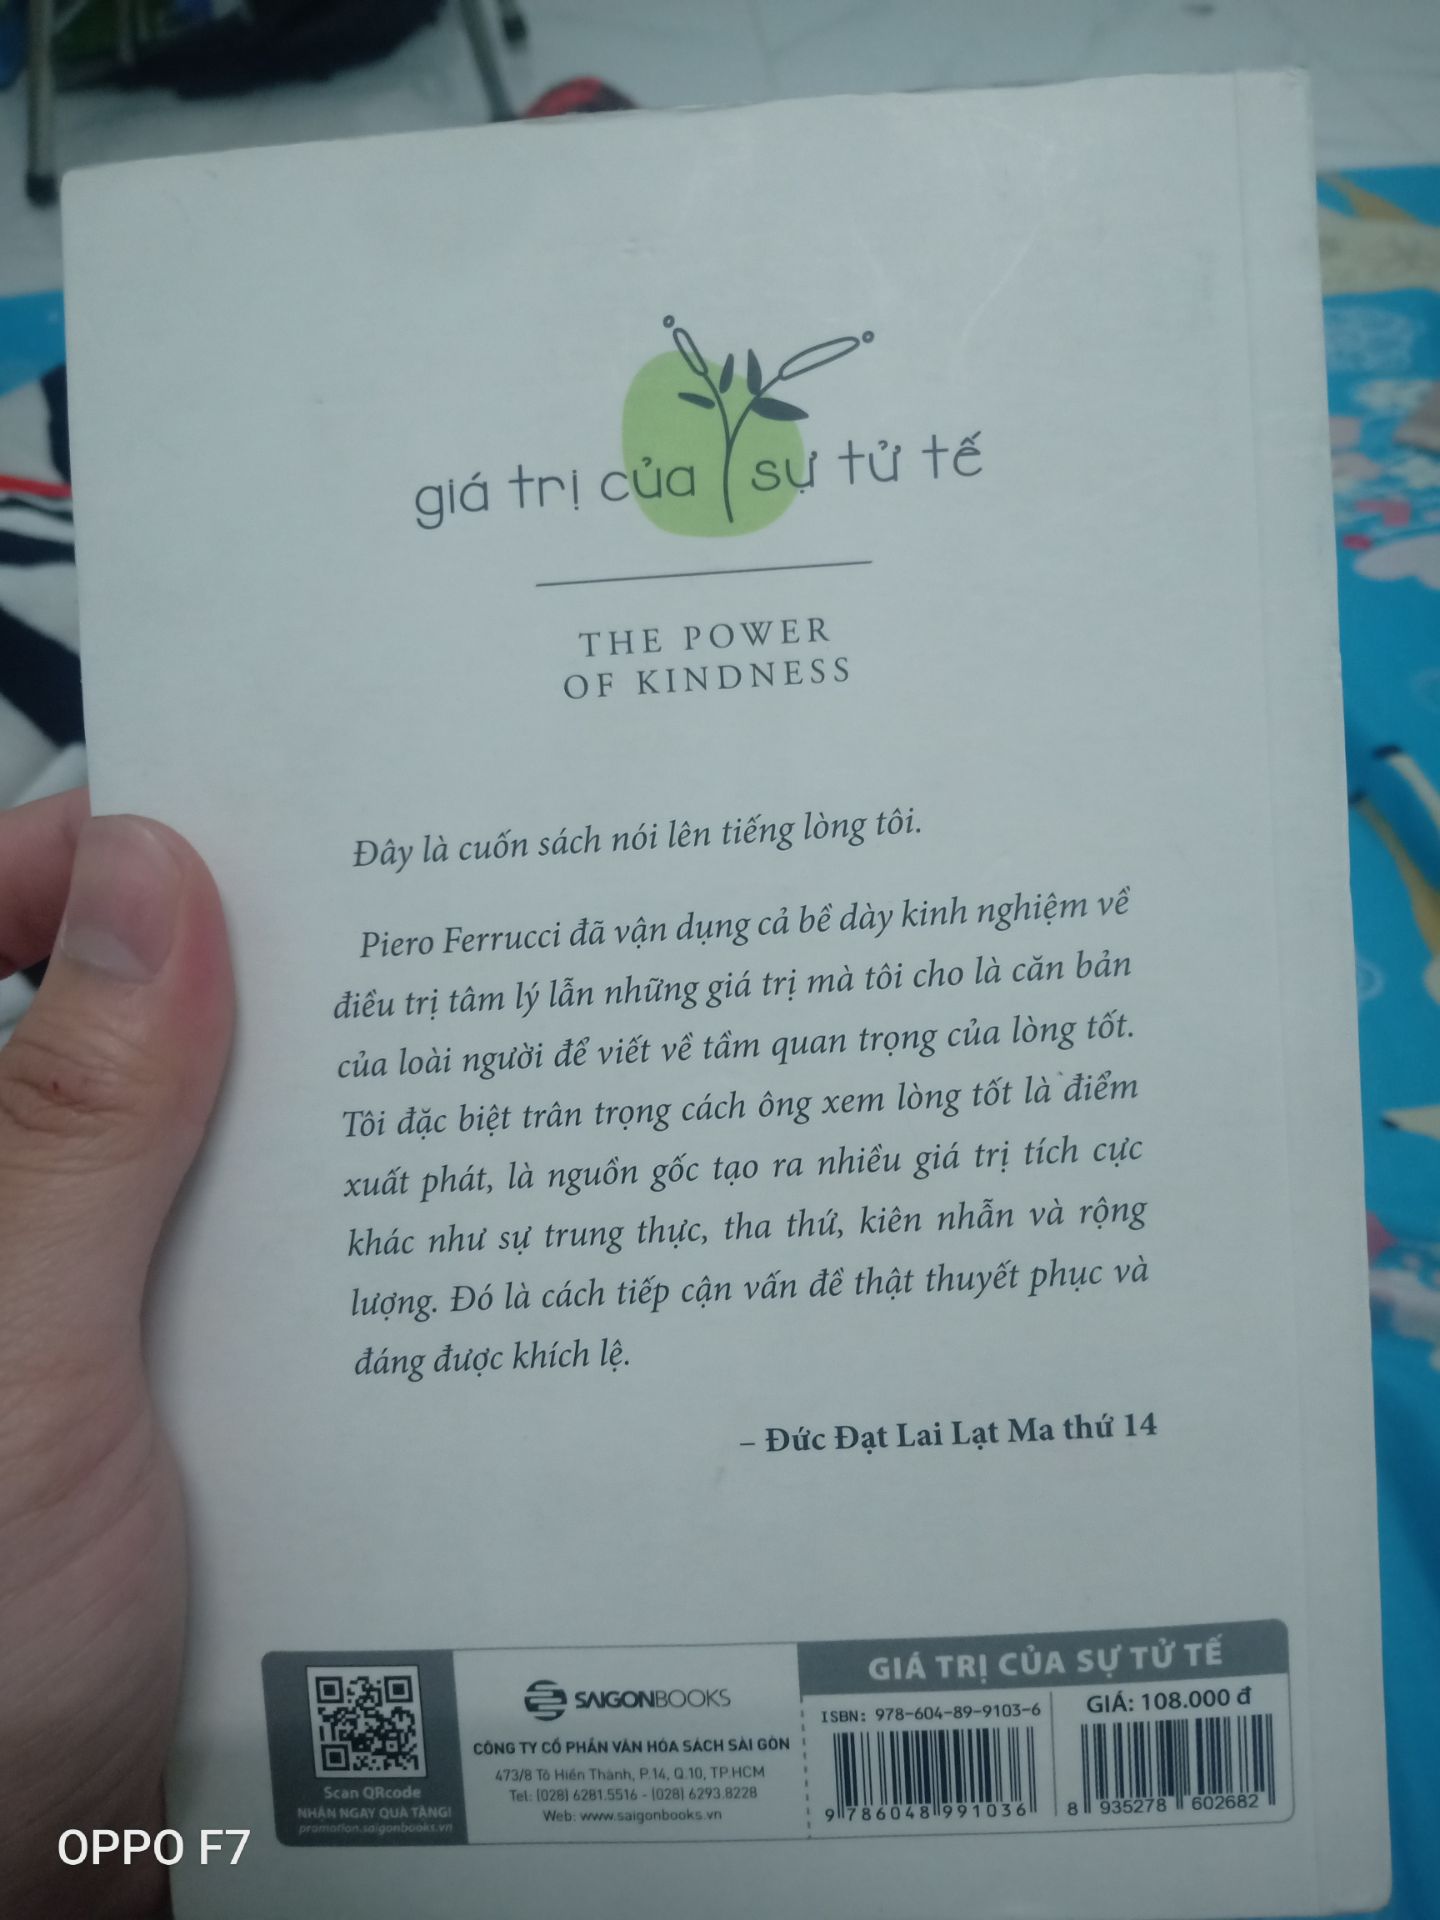 giá trị của sự tử tế
THE POWER
OF KINDNESS
Đây là cuốn sách nói lên tiếng lòng tôi.
Piero Ferrucci đã vận dụng cả bề dày kinh nghiệm về
điều trị tâm lý lẫn những giá trị mà tôi cho là căn bản
của loài người để viết về tầm quan trọng của lòng tốt.
Tôi đặc biệt trân trọng cách ông xem lòng tốt là điểm
xuất phát, là nguồn gốc tạo ra nhiều giá trị tích cực
khác như sự trung thực, tha thứ, kiên nhẫn và rộng
lượng. Đó là cách tiếp cận vấn đề thật thuyết phục và
đáng được khích lệ.
– Đức Đạt Lai Lạt Ma thứ 14
Scan QRcode
NHẬN NGAY QUÀ TẶNG!
promotion.saigonbooks.vn
SAIGONBOOKS
CÔNG TY CỔ PHẦN VĂN HÓA SÁCH SÀI GÒN
473/8 Tô Hiến Thành, P.14, Q.10, TP.HCM
Tel: (028) 6281.5516 - (028) 6293.8228
Web: www.saigonbooks.vn
GIÁ TRỊ CỦA SỰ TỬ TẾ
ISBN: 978-604-89-9103-6
9 786048 991036
GIÁ: 108.000 đ
8 935278 602682
OPPO F7